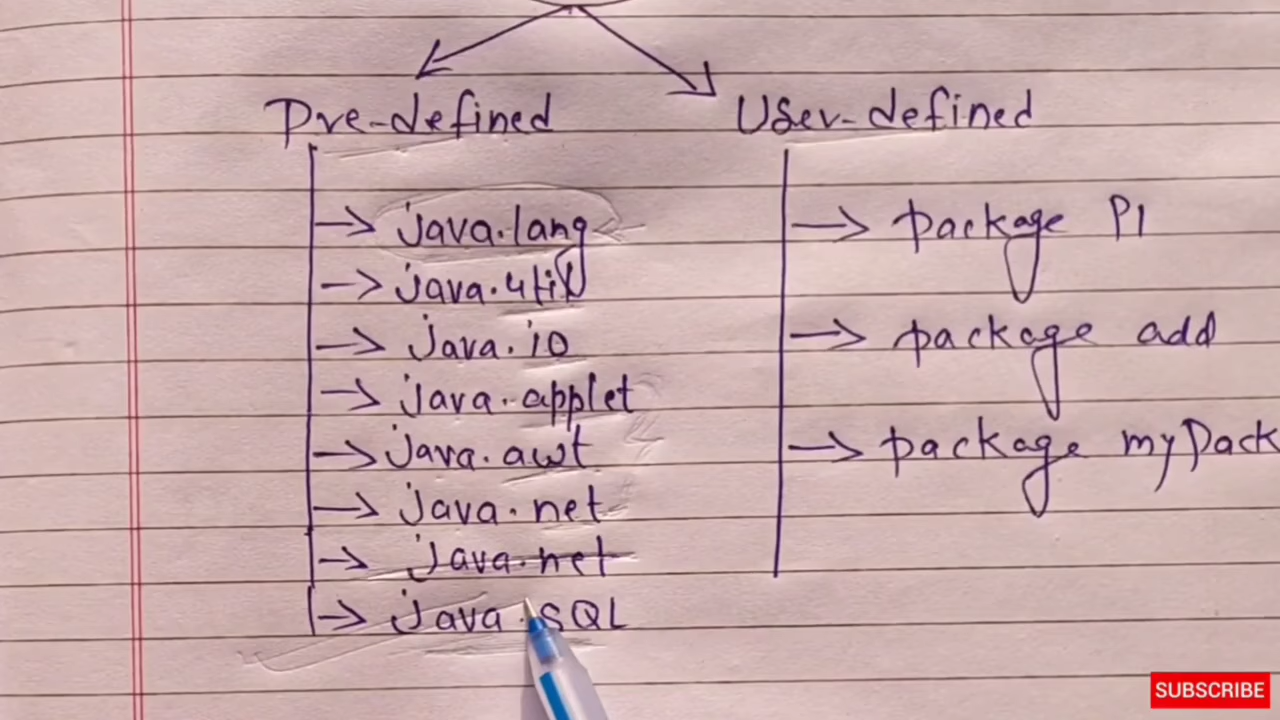 Pre-defined
→ java.lang
→ java.util
→ java.io
→ java.applet
→ java.awt
→ java.net
→ java.net
→ java.SQL
User-defined
→ package P1
→ package add
→ package myPack
SUBSCRIBE